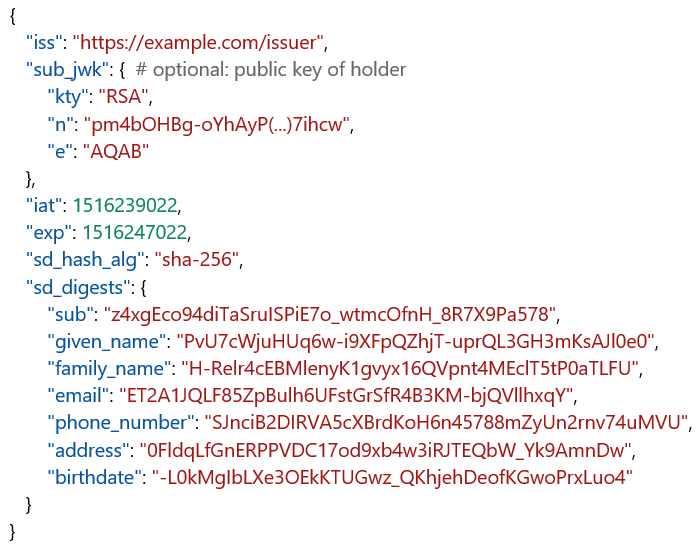 {
"iss": "https://example.com/issuer",
"sub_jwk": { # optional: public key of holder
"kty": "RSA",
"n": "pm4bOHBg-oYhAyP(...)7ihcw",
"e": "AQAB"
},
"iat": 1516239022,
"exp": 1516247022,
"sd_hash_alg": "sha-256",
"sd_digests": {
"sub": "z4xgEco94diTaSruISPiE7o_wtmcOfnH_8R7X9Pa578",
"given_name": "PvU7cWjuHUq6w-i9XFpQZhjT-uprQL3GH3mKsAJl0e0",
"family_name": "H-Relr4cEBMlenyK1gvyx16QVpnt4MEclT5tP0aTLFU",
"email": "ET2A1JQLF85ZpBulh6UFstGrSfR4B3KM-bjQVllhxqY",
"phone_number": "SJnciB2DIRVA5cXBrdKoH6n45788mZyUn2rnv74uMVU",
"address": "0FldqLfGnERPPVDC17od9xb4w3iRJTEQbW_Yk9AmnDw",
"birthdate": "-L0kMgIbLXe3OEkKTUGwz_QKhjehDeofKGwoPrxLuo4"
}
}